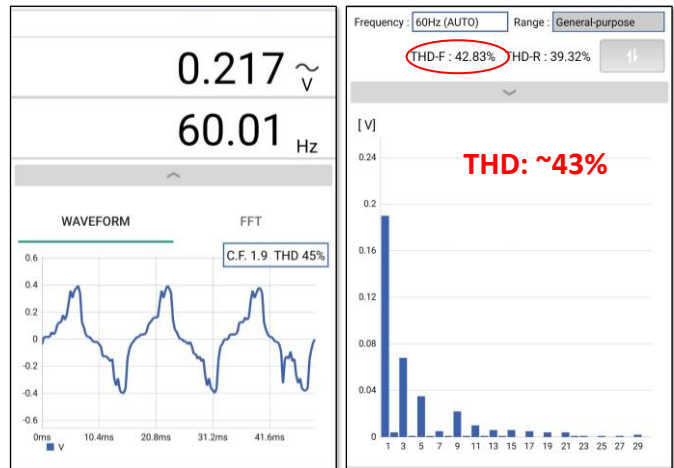 0.217 ~
V
60.01 Hz
WAVEFORM FFT
C.F. 1.9 THD 45%
0.6
0.4
0.2
0
-0.2
-0.4
-0.6
0ms 10.4ms 20.8ms 31.2ms 41.6ms
V
Frequency : 60Hz (AUTO) Range : General-purpose
THD-F : 42.83% THD-R : 39.32%
[ V]
THD: ~43%
0.24
0.2
0.16
0.12
0.08
0.04
0
1 3 5 7 9 11 13 15 17 19 21 23 25 27 29